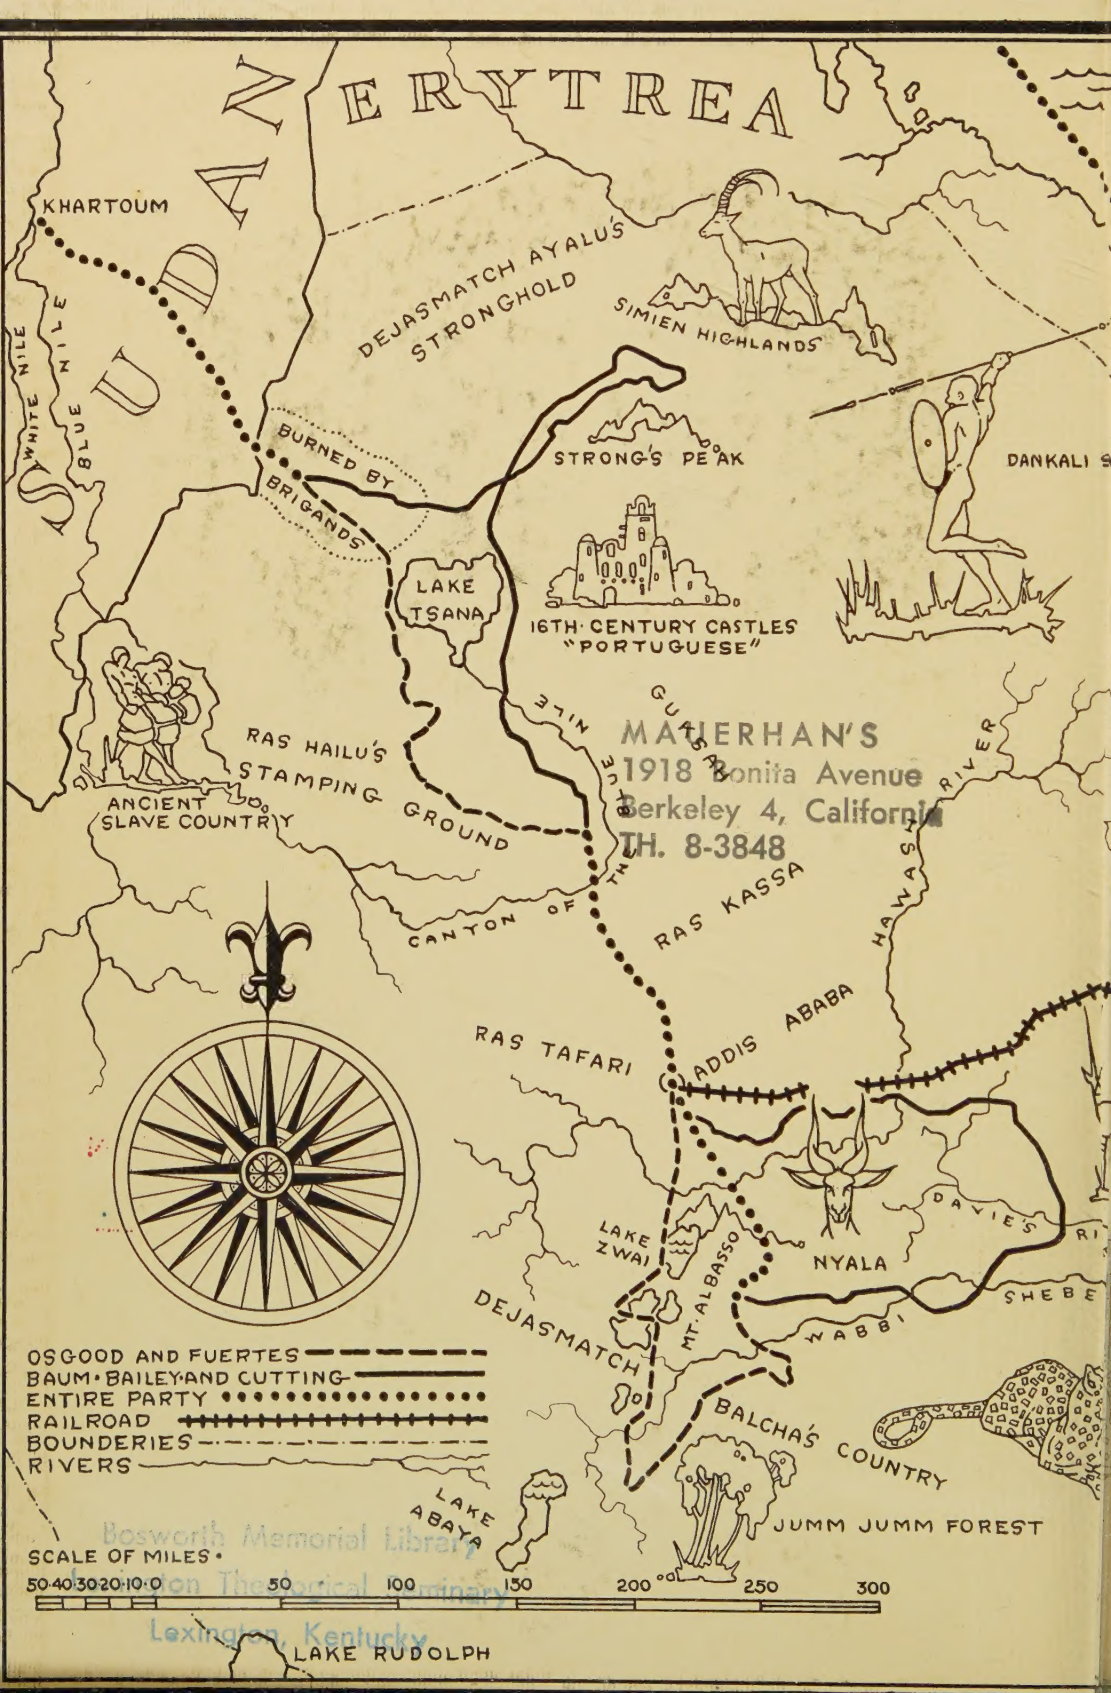 ERYTREA
SUDAN
KHARTOUM
DEJASMATCH AYALU'S
STRONGHOLD
SIMIEN HIGHLANDS
WHITE NILE
BLUE NILE
BURNED BY
BRIGANDS
STRONG'S PEAK
DANKALI S
LAKE
TSANA
16TH·CENTURY CASTLES
"PORTUGUESE"
GUASAI
RAS HAILU'S
STAMPING GROUND
ANCIENT
SLAVE COUNTRY
MAUERHAN'S
1918 Bonita Avenue
Berkeley 4, California
TH. 8-3848
CANYON OF THE BLUE NILE
HAWASH RIVER
RAS KASSA
RAS TAFARI
ADDIS ABABA
LAKE
ZWAI
MT·ALBASSO
NYALA
DAVIE'S RI
WABBI SHEBE
DEJASMATCH BALCHA'S COUNTRY
OSGOOD AND FUERTES
BAUM·BAILEY·AND CUTTING
ENTIRE PARTY
RAILROAD
BOUNDERIES
RIVERS
LAKE
ABAYA
JUMM JUMM FOREST
Bosworth Memorial Library
Lexington Theological Seminary
Lexington, Kentucky
SCALE OF MILES·
50·40·30·20·10·0 50 100 150 200 250 300
LAKE RUDOLPH